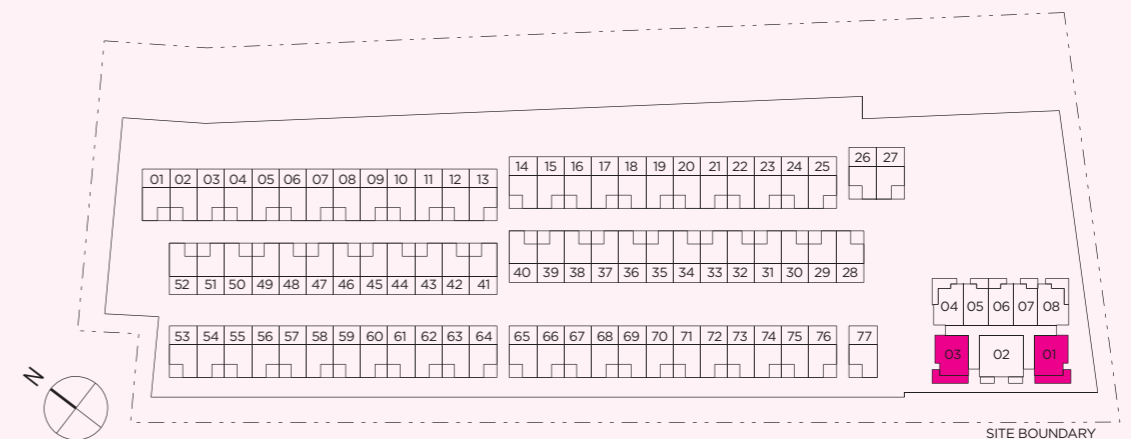 14 15 16 17 18 19 20 21 22 23 24 25
26 27
01 02 03 04 05 06 07 08 09 10 11 12 13
52 51 50 49 48 47 46 45 44 43 42 41
40 39 38 37 36 35 34 33 32 31 30 29 28
04 05 06 07 08
53 54 55 56 57 58 59 60 61 62 63 64
65 66 67 68 69 70 71 72 73 74 75 76
77
03 02 01
N
SITE BOUNDARY